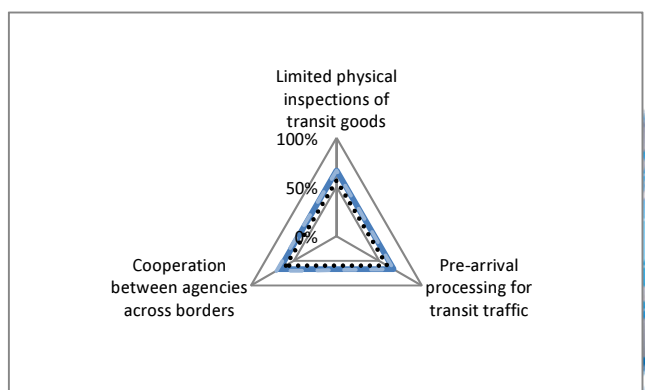 Limited physical
inspections of
transit goods
100%
50%
0%
Cooperation
between agencies
across borders
Pre-arrival
processing for
transit traffic